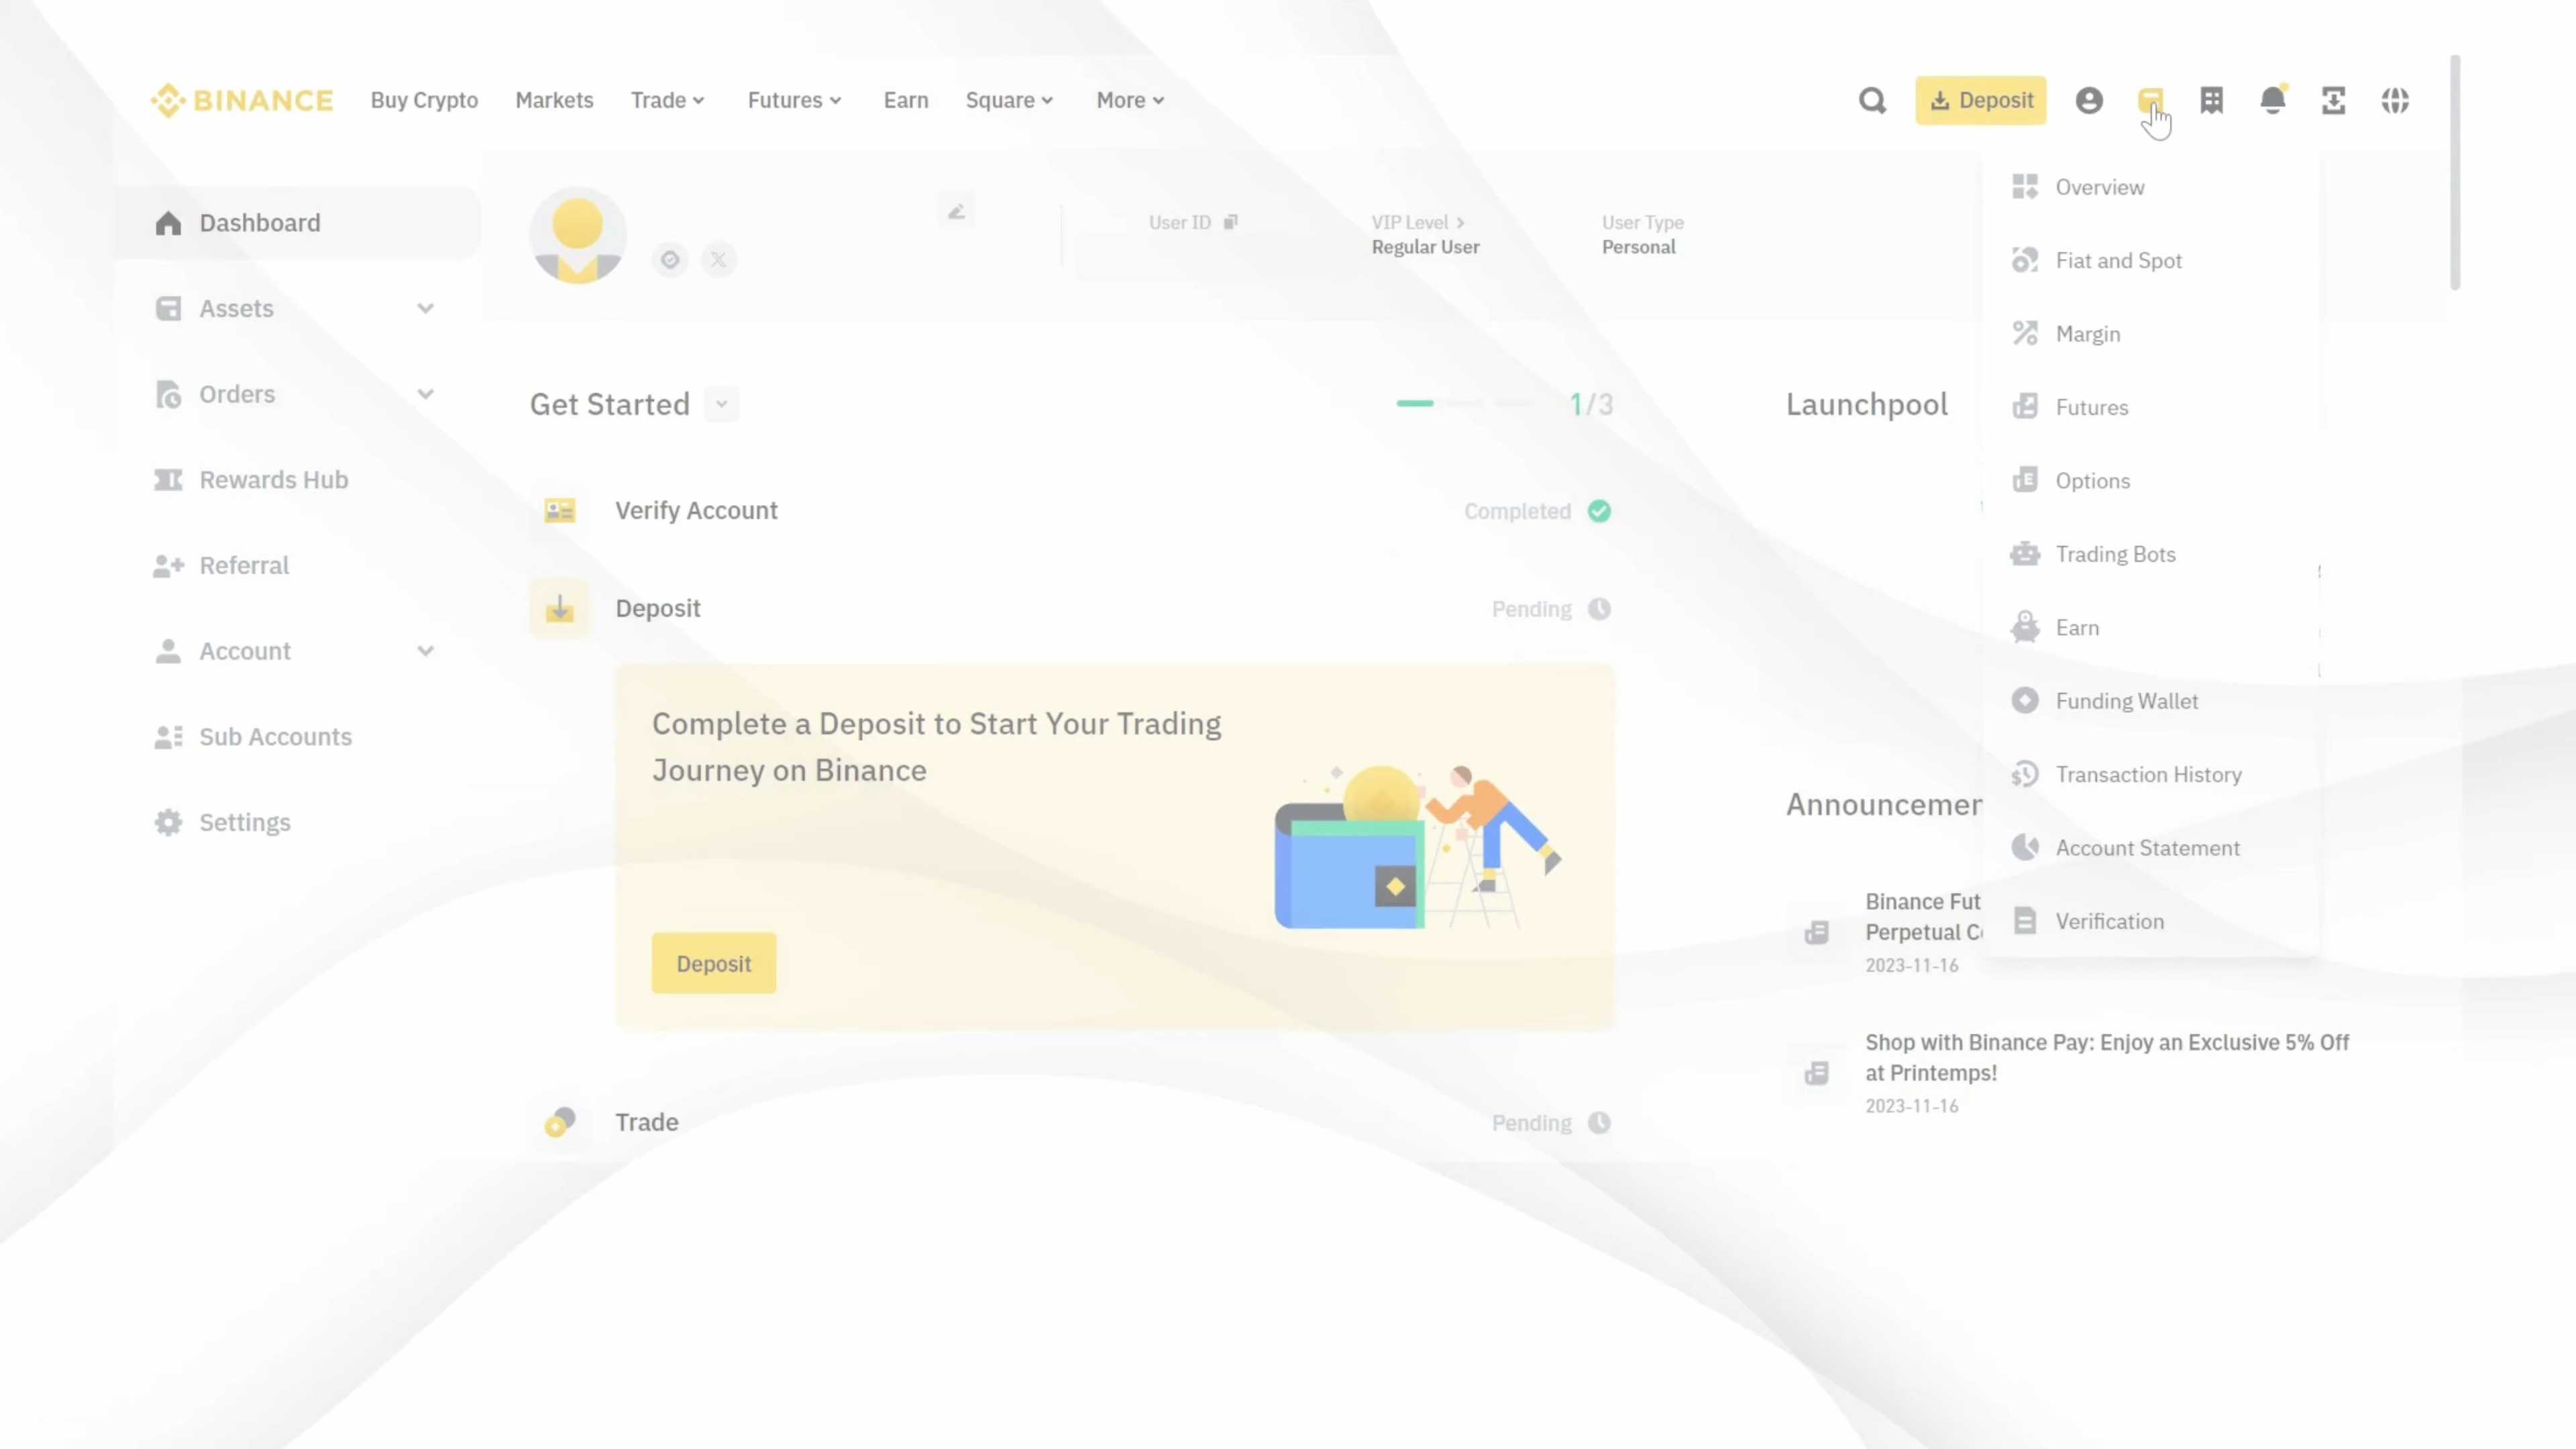 BINANCE
Buy Crypto
Markets
Trade
Futures
Earn
Square
More
Deposit
Dashboard
Assets
Orders
Rewards Hub
Referral
Account
Sub Accounts
Settings
User ID
VIP Level
Regular User
User Type
Personal
Get Started
1/3
Verify Account
Completed
Deposit
Pending
Complete a Deposit to Start Your Trading
Journey on Binance
Deposit
Trade
Pending
Launchpool
Overview
Fiat and Spot
Margin
Futures
Options
Trading Bots
Earn
Funding Wallet
Transaction History
Account Statement
Verification
Binance Fut
Perpetual
2023-11-16
Shop with Binance Pay: Enjoy an Exclusive 5% Off
at Printemps!
2023-11-16